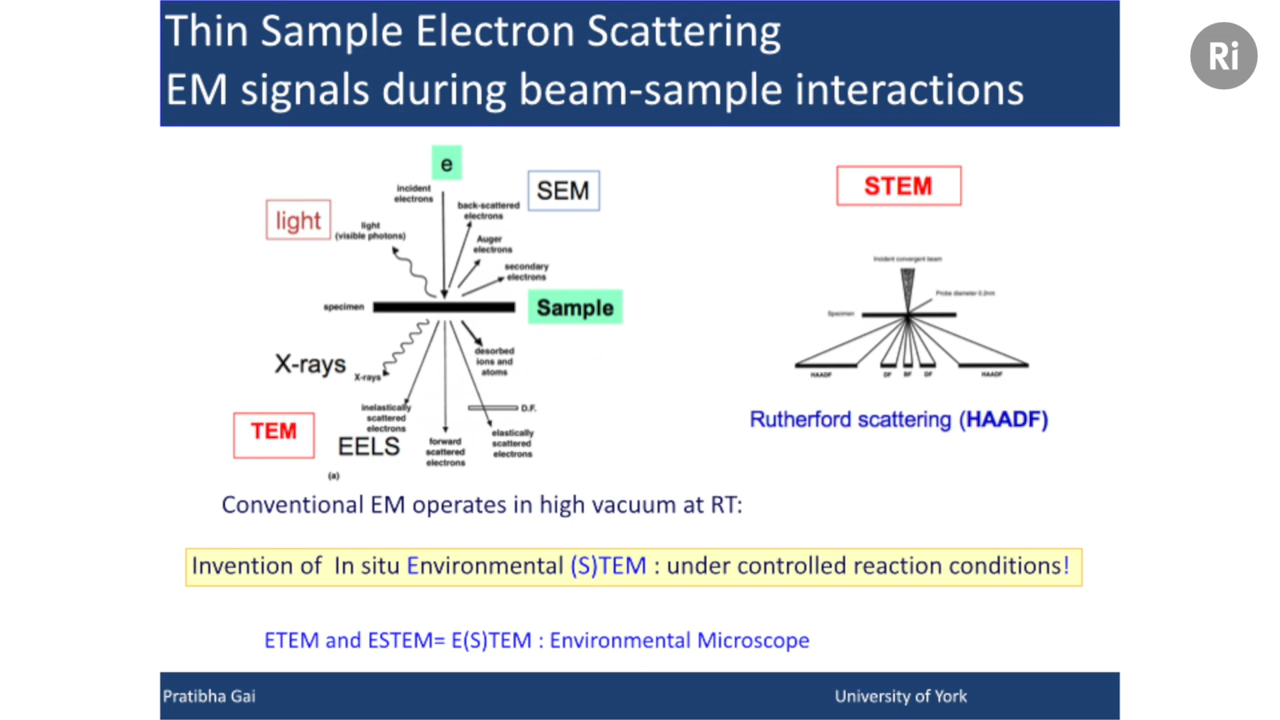 Thin Sample Electron Scattering
EM signals during beam-sample interactions
Ri
e
incident
electrons
SEM
back-scattered
electrons
light
light
(visible photons)
Auger
electrons
secondary
electrons
specimen
Sample
X-rays
X-rays
desorbed
ions and
atoms
inelastically
scattered
electrons
D.F.
TEM
EELS
forward
scattered
electrons
elastically
scattered
electrons
(a)
STEM
Incident convergent beam
Probe diameter 0.2nm
Specimen
HAADF
DF
BF
DF
HAADF
Rutherford scattering (HAADF)
Conventional EM operates in high vacuum at RT:
Invention of In situ Environmental (S)TEM : under controlled reaction conditions!
ETEM and ESTEM= E(S)TEM : Environmental Microscope
Pratibha Gai
University of York